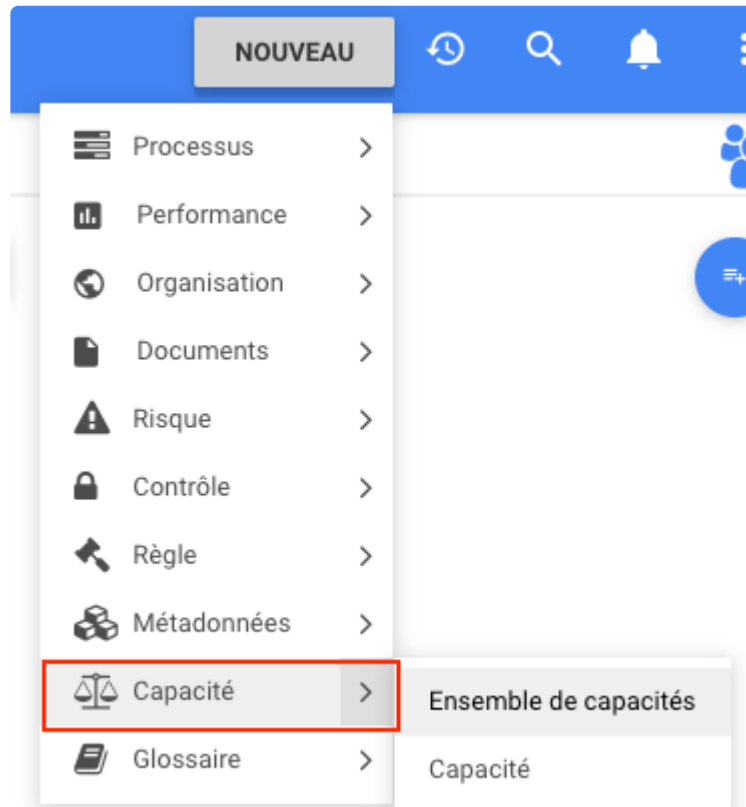 NOUVEAU
Processus
Performance
Organisation
Documents
Risque
Contrôle
Règle
Métadonnées
Capacité
Ensemble de capacités
Glossaire
Capacité